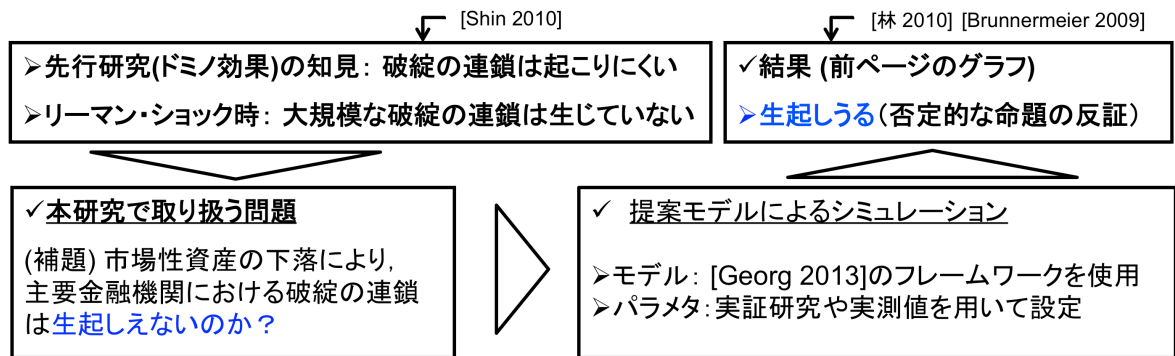 [Shin 2010]
➢先行研究(ドミノ効果)の知見: 破綻の連鎖は起こりにくい
➢リーマン・ショック時: 大規模な破綻の連鎖は生じていない
[林 2010] [Brunnermeier 2009]
✓結果 (前ページのグラフ)
➢生起しうる(否定的な命題の反証)
✓本研究で取り扱う問題
(補題) 市場性資産の下落により,
主要金融機関における破綻の連鎖
は生起しえないのか?
✓ 提案モデルによるシミュレーション
➢モデル: [Georg 2013]のフレームワークを使用
➢パラメタ:実証研究や実測値を用いて設定